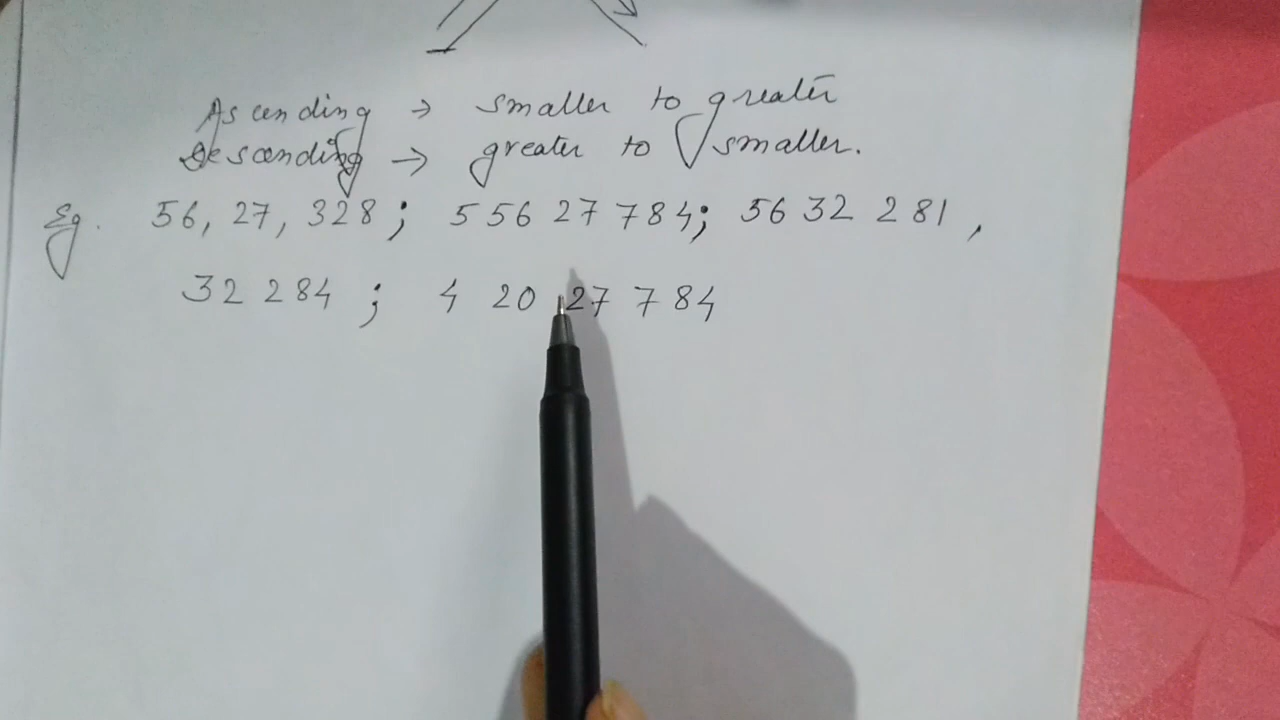 Ascending → smaller to greater
Descending → greater to smaller.
Eg. 56, 27, 328 ; 556 27 784; 56 32 281,
32 284 ; 4 20 27 784